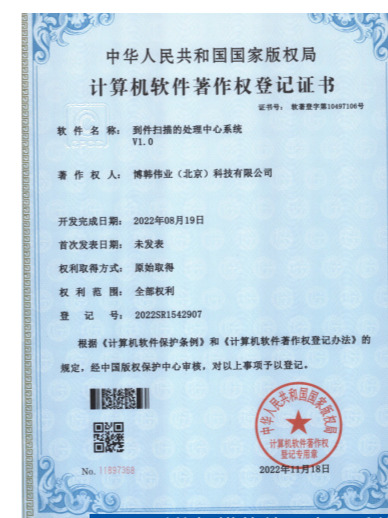 中华人民共和国国家版权局
计算机软件著作权登记证书
证书号： 软著登字第10497106号
软件名称： 到件扫描的处理中心系统
V1.0
著作权人： 博韩伟业（北京）科技有限公司
开发完成日期： 2022年08月19日
首次发表日期： 未发表
权利取得方式： 原始取得
权利范围： 全部权利
登记号： 2022SR1542907
根据《计算机软件保护条例》和《计算机软件著作权登记办法》的
规定，经中国版权保护中心审核，对以上事项予以登记。
中华人民共和国国家版权局
计算机软件著作权
登记专用章
No. 11897368
2022年11月18日